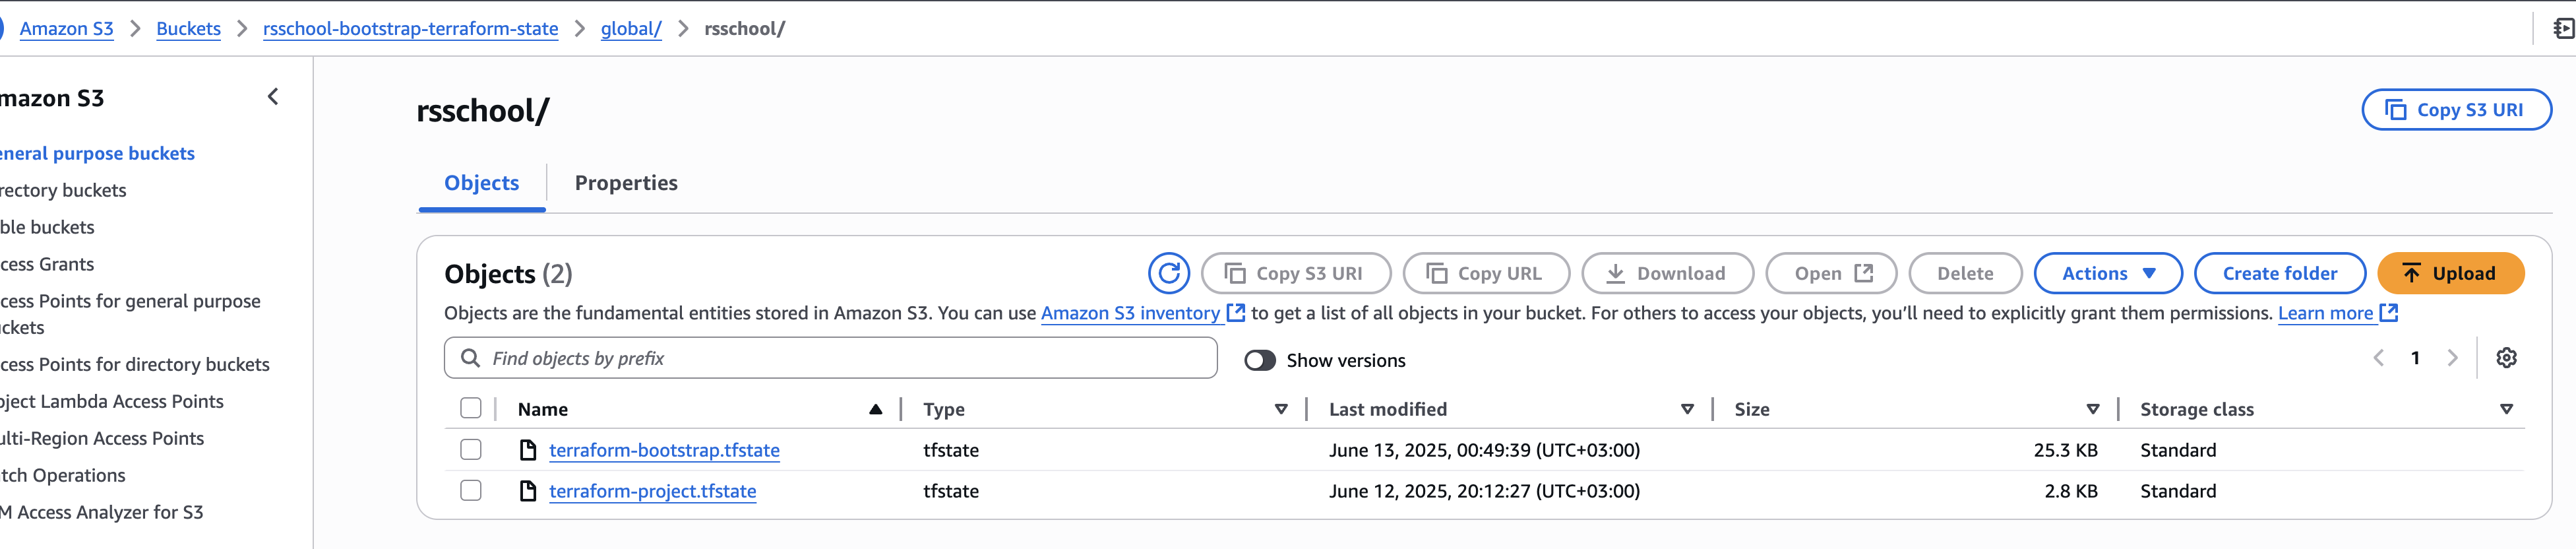 Amazon S3 > Buckets > rsschool-bootstrap-terraform-state > global/ > rsschool/
mazon S3
eneral purpose buckets
rectory buckets
ble buckets
cess Grants
ccess Points for general purpose
ckets
ccess Points for directory buckets
bject Lambda Access Points
ulti-Region Access Points
tch Operations
M Access Analyzer for S3
rsschool/
Copy S3 URI
Objects
Properties
Objects (2)
Copy S3 URI
Copy URL
Download
Open
Delete
Actions
Create folder
Upload
Objects are the fundamental entities stored in Amazon S3. You can use Amazon S3 inventory to get a list of all objects in your bucket. For others to access your objects, you’ll need to explicitly grant them permissions. Learn more
Find objects by prefix
Show versions
1
Name Type Last modified Size Storage class
terraform-bootstrap.tfstate tfstate June 13, 2025, 00:49:39 (UTC+03:00) 25.3 KB Standard
terraform-project.tfstate tfstate June 12, 2025, 20:12:27 (UTC+03:00) 2.8 KB Standard